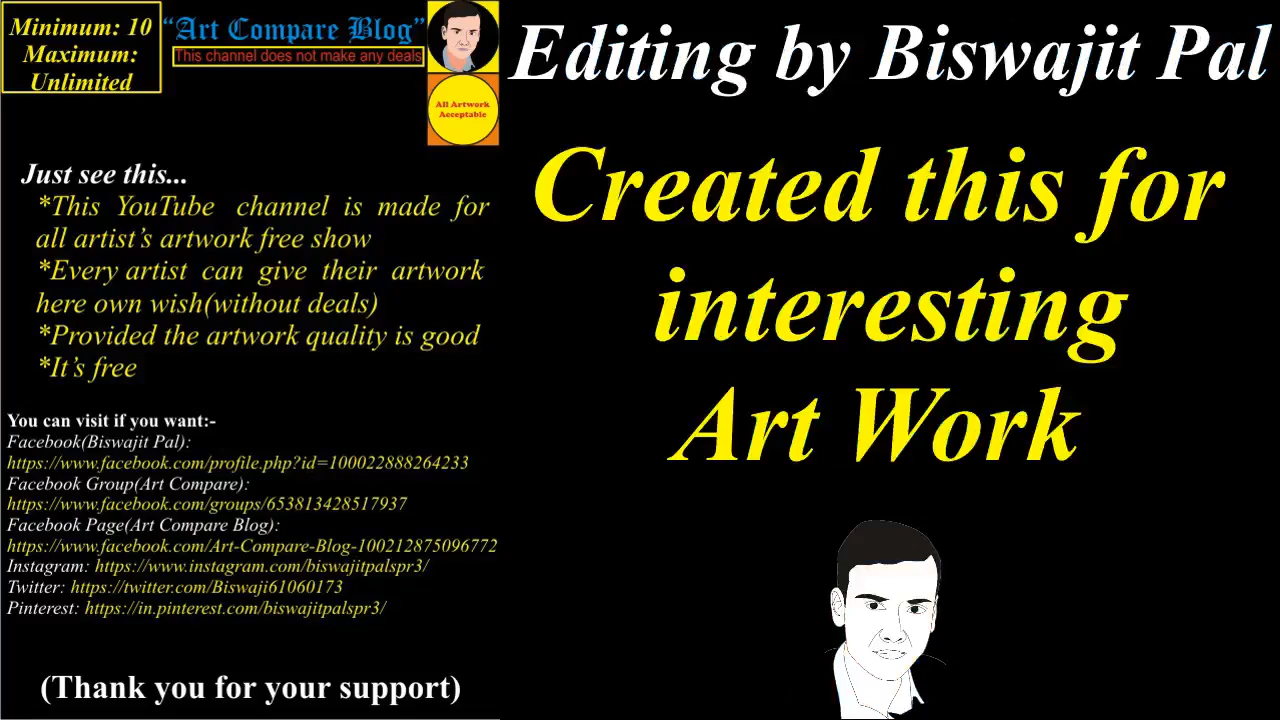 Minimum: 10
Maximum:
Unlimited
“Art Compare Blog”
This channel does not make any deals
All Artwork
Acceptable
Just see this...
*This YouTube channel is made for
all artist’s artwork free show
*Every artist can give their artwork
here own wish(without deals)
*Provided the artwork quality is good
*It’s free
You can visit if you want:-
Facebook(Biswajit Pal):
https://www.facebook.com/profile.php?id=100022888264233
Facebook Group(Art Compare):
https://www.facebook.com/groups/653813428517937
Facebook Page(Art Compare Blog):
https://www.facebook.com/Art-Compare-Blog-100212875096772
Instagram: https://www.instagram.com/biswajitpalspr3/
Twitter: https://twitter.com/Biswaji61060173
Pinterest: https://in.pinterest.com/biswajitpalspr3/
(Thank you for your support)
Editing by Biswajit Pal
Created this for
interesting
Art Work